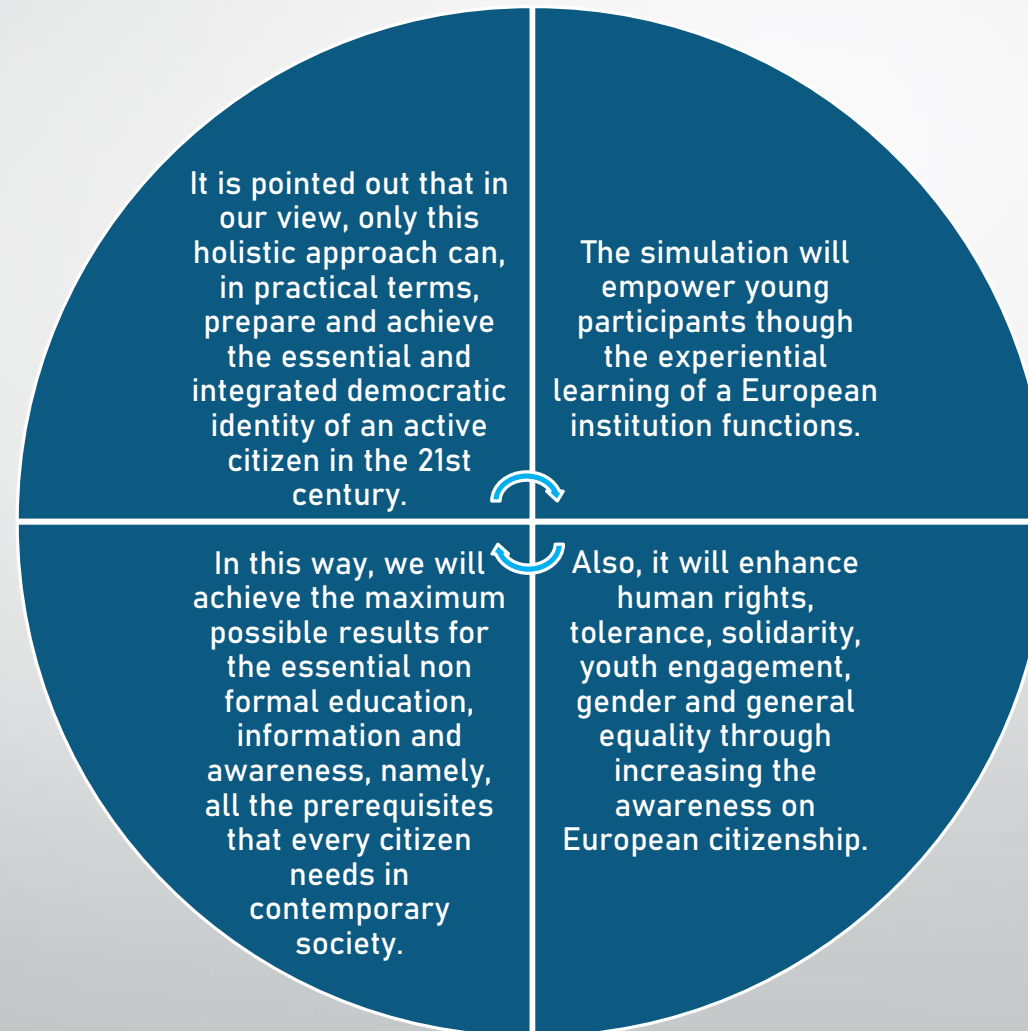 It is pointed out that in
our view, only this
holistic approach can,
in practical terms,
prepare and achieve
the essential and
integrated democratic
identity of an active
citizen in the 21st
century.
The simulation will
empower young
participants though
the experiential
learning of a European
institution functions.
In this way, we will
achieve the maximum
possible results for
the essential non
formal education,
information and
awareness, namely,
all the prerequisites
that every citizen
needs in
contemporary
society.
Also, it will enhance
human rights,
tolerance, solidarity,
youth engagement,
gender and general
equality through
increasing the
awareness on
European citizenship.